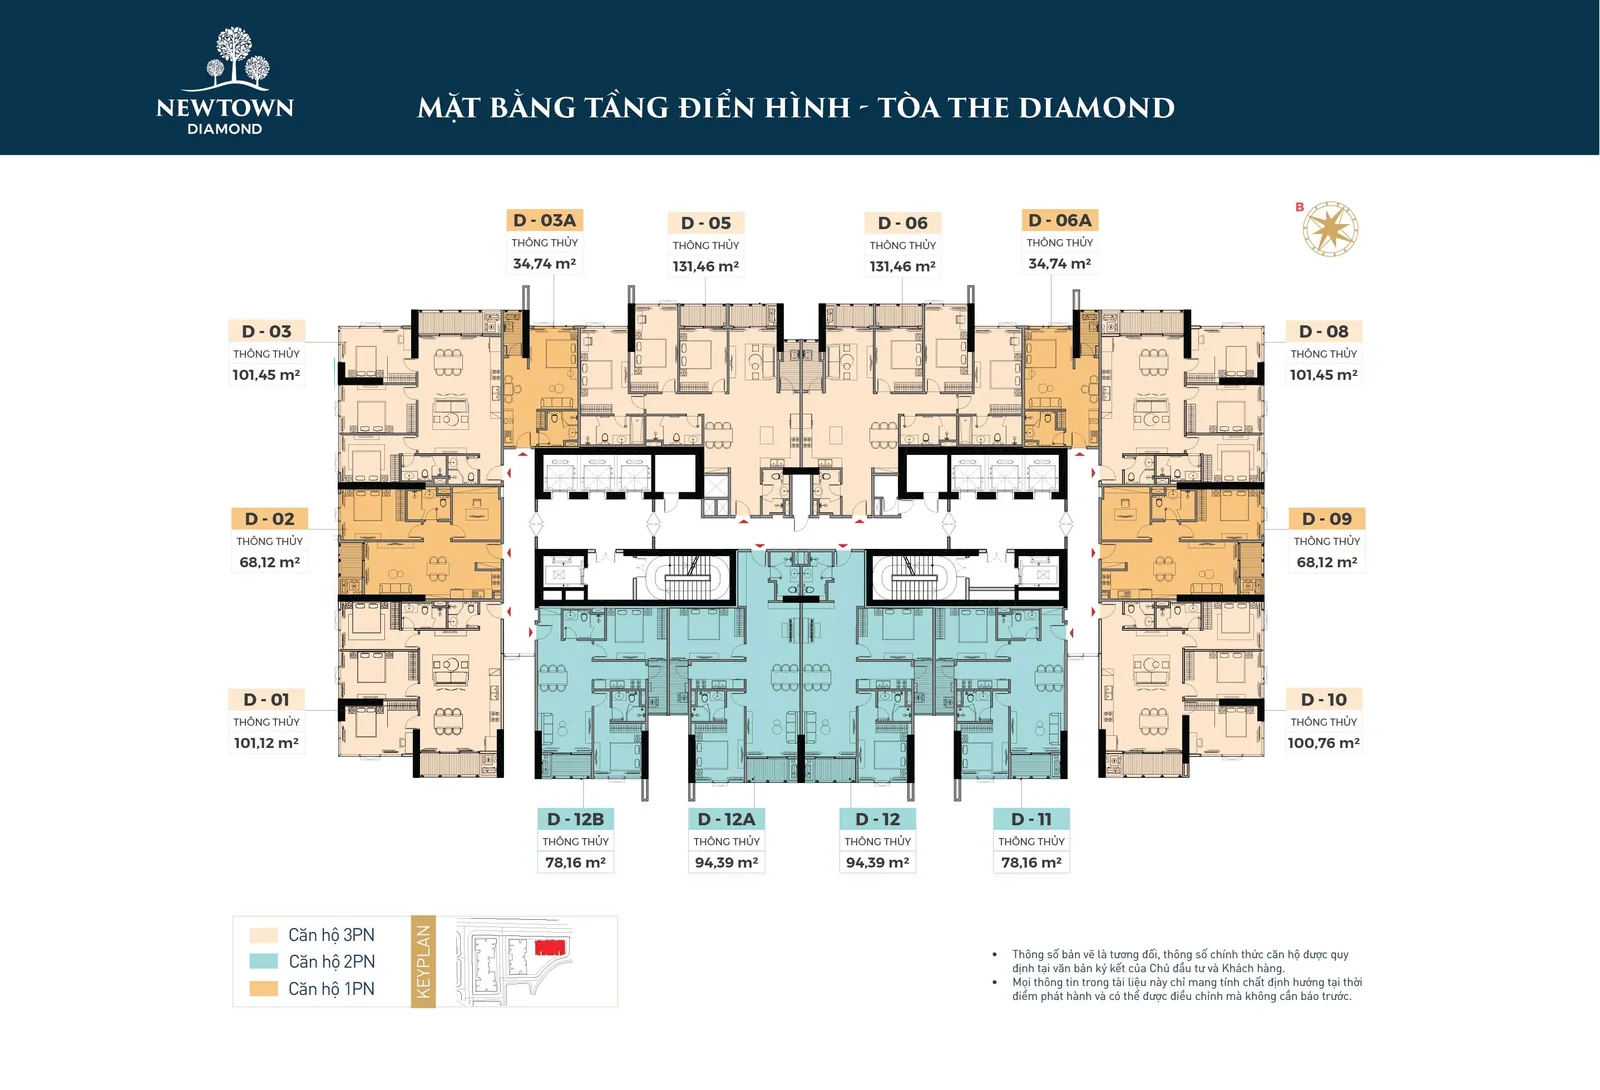 NEWTOWN
DIAMOND
MẶT BẰNG TẦNG ĐIỂN HÌNH - TÒA THE DIAMOND
B
D - 03A
THÔNG THỦY
34,74 m²
D - 05
THÔNG THỦY
131,46 m²
D - 06
THÔNG THỦY
131,46 m²
D - 06A
THÔNG THỦY
34,74 m²
D - 03
THÔNG THỦY
101,45 m²
D - 08
THÔNG THỦY
101,45 m²
D - 02
THÔNG THỦY
68,12 m²
D - 09
THÔNG THỦY
68,12 m²
D - 01
THÔNG THỦY
101,12 m²
D - 10
THÔNG THỦY
100,76 m²
D - 12B
THÔNG THỦY
78,16 m²
D - 12A
THÔNG THỦY
94,39 m²
D - 12
THÔNG THỦY
94,39 m²
D - 11
THÔNG THỦY
78,16 m²
Căn hộ 3PN
Căn hộ 2PN
Căn hộ 1PN
KEYPLAN
• Thông số bản vẽ là tương đối, thông số chính thức căn hộ được quy
định tại văn bản ký kết của Chủ đầu tư và Khách hàng.
• Mọi thông tin trong tài liệu này chỉ mang tính chất định hướng tại thời
điểm phát hành và có thể được điều chỉnh mà không cần báo trước.